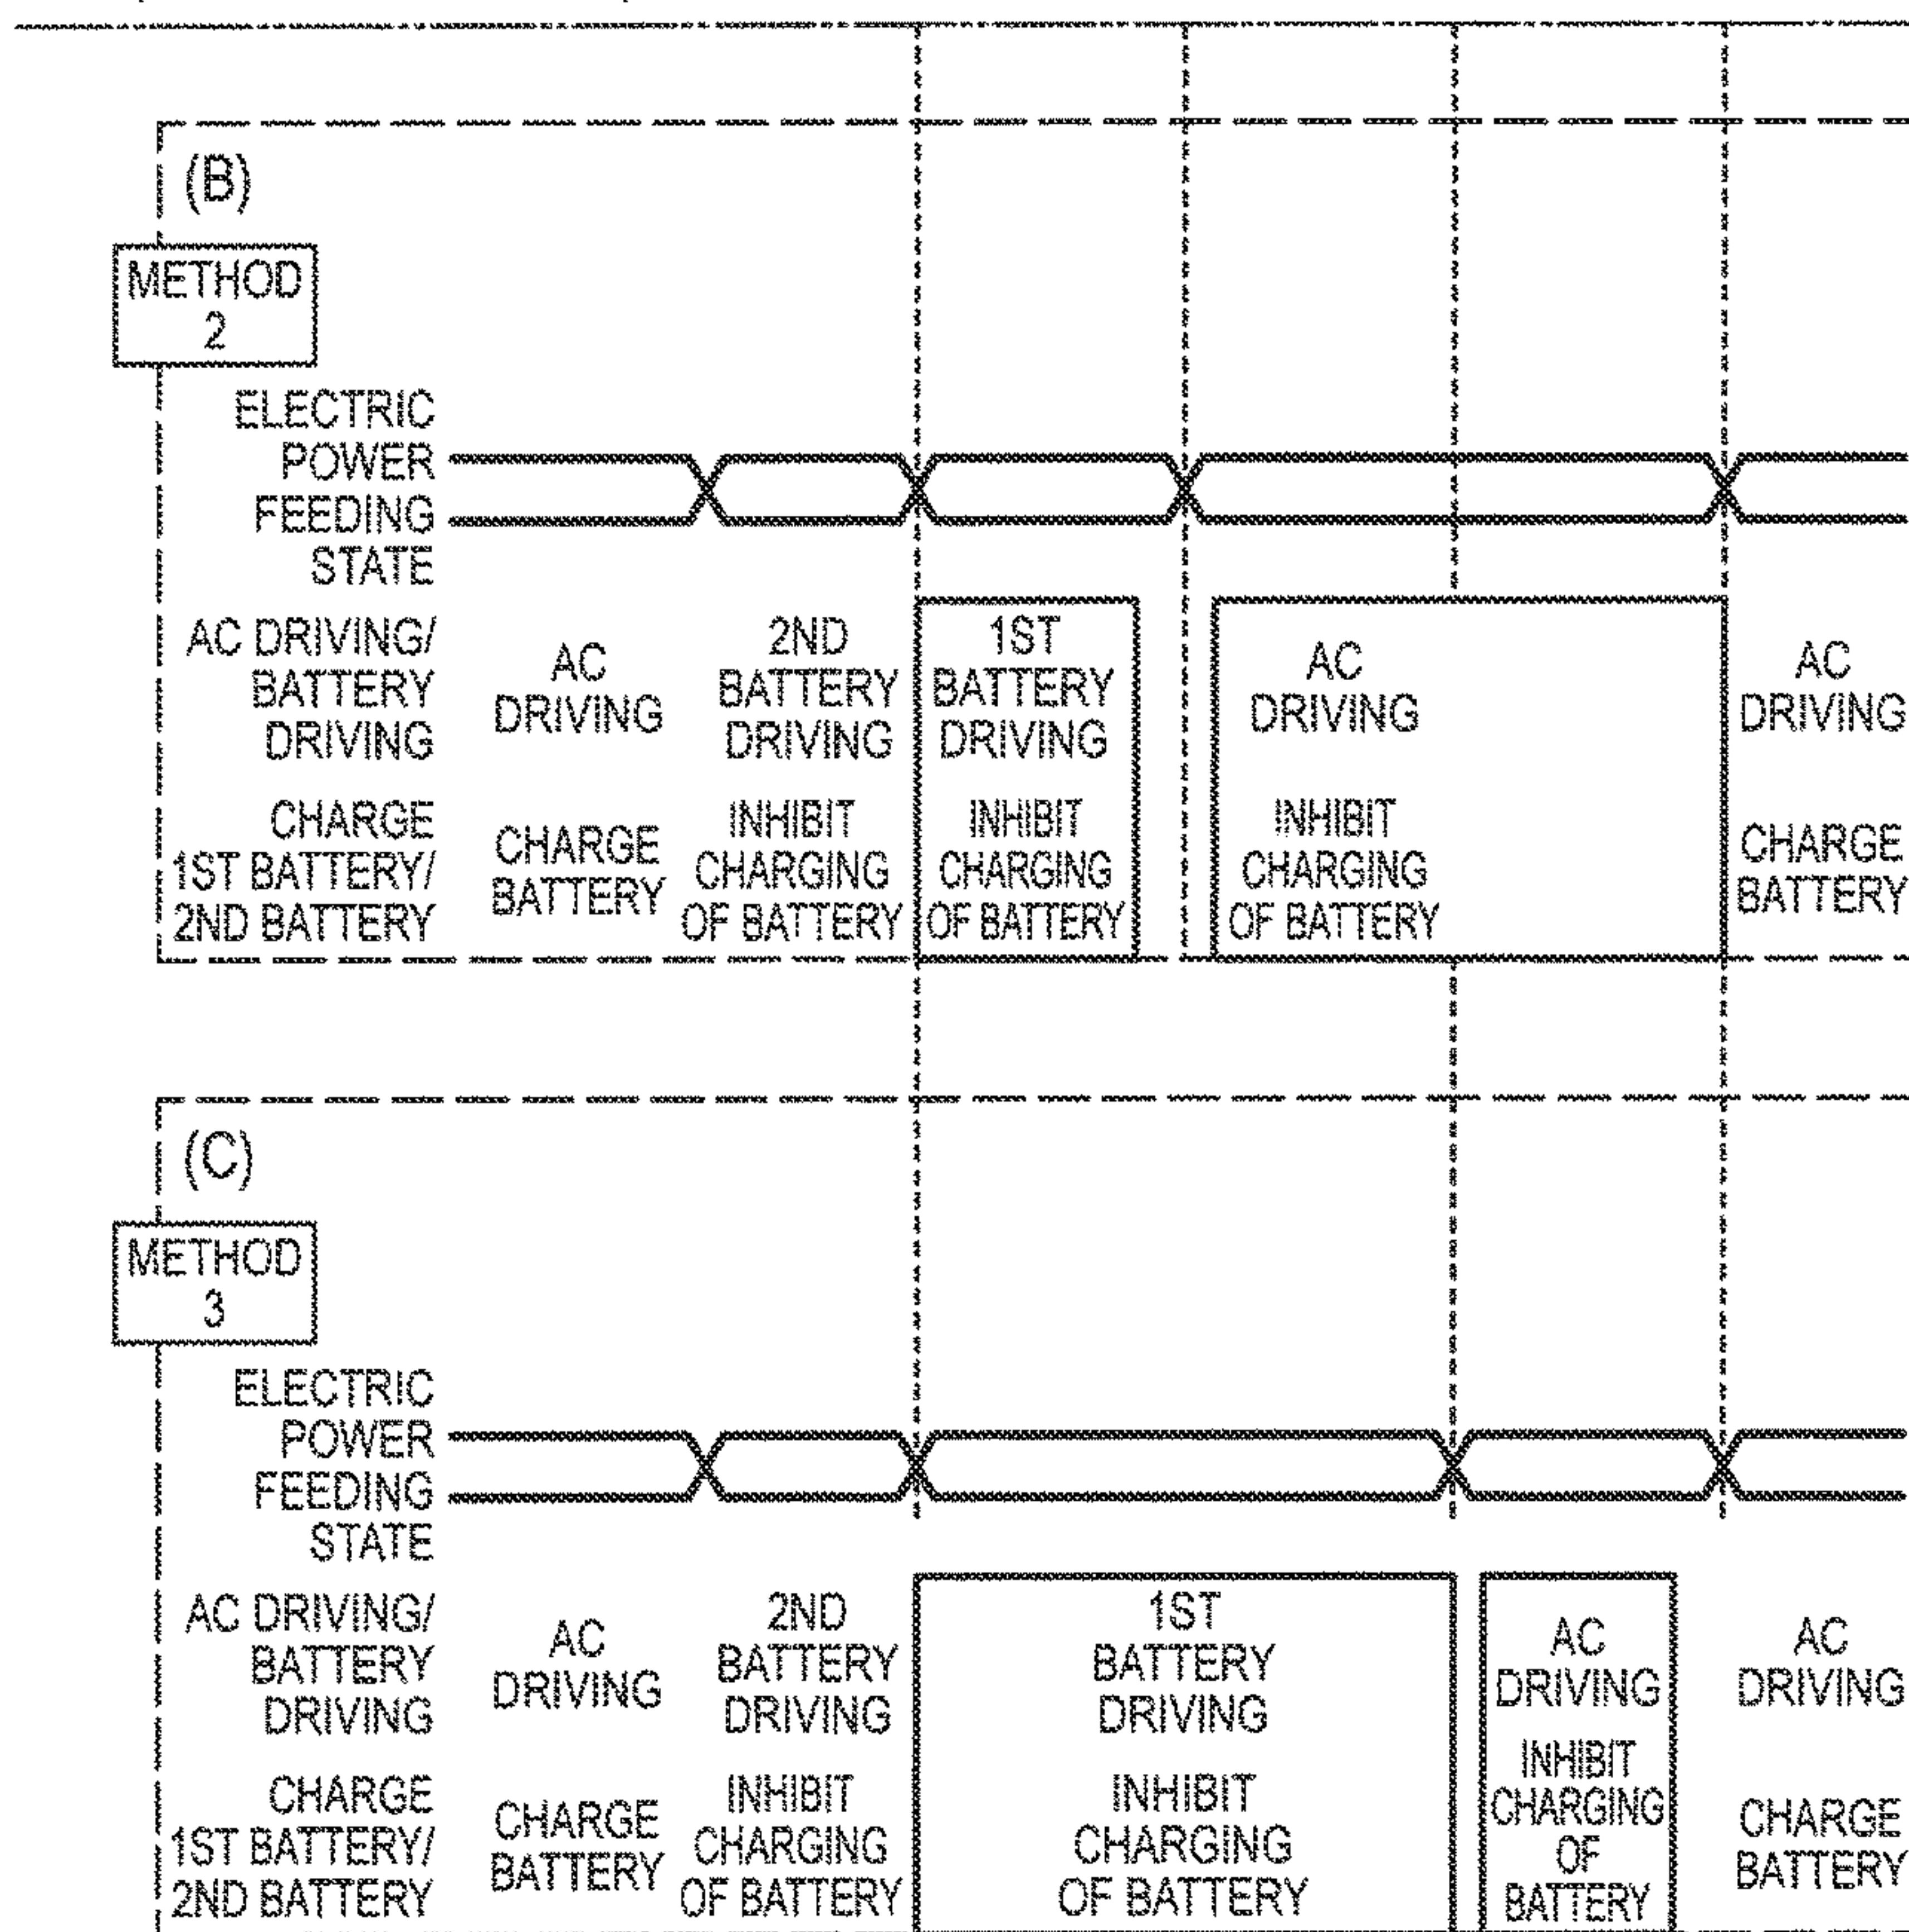 (B)
METHOD
2
ELECTRIC
POWER
FEEDING
STATE
AC DRIVING/
BATTERY
DRIVING
AC
DRIVING
2ND
BATTERY
DRIVING
1ST
BATTERY
DRIVING
AC
DRIVING
AC
DRIVING
CHARGE
1ST BATTERY/
2ND BATTERY
CHARGE
BATTERY
INHIBIT
CHARGING
OF BATTERY
INHIBIT
CHARGING
OF BATTERY
INHIBIT
CHARGING
OF BATTERY
CHARGE
BATTERY
(C)
METHOD
3
ELECTRIC
POWER
FEEDING
STATE
AC DRIVING/
BATTERY
DRIVING
AC
DRIVING
2ND
BATTERY
DRIVING
1ST
BATTERY
DRIVING
AC
DRIVING
AC
DRIVING
CHARGE
1ST BATTERY/
2ND BATTERY
CHARGE
BATTERY
INHIBIT
CHARGING
OF BATTERY
INHIBIT
CHARGING
OF BATTERY
INHIBIT
CHARGING
OF
BATTERY
CHARGE
BATTERY